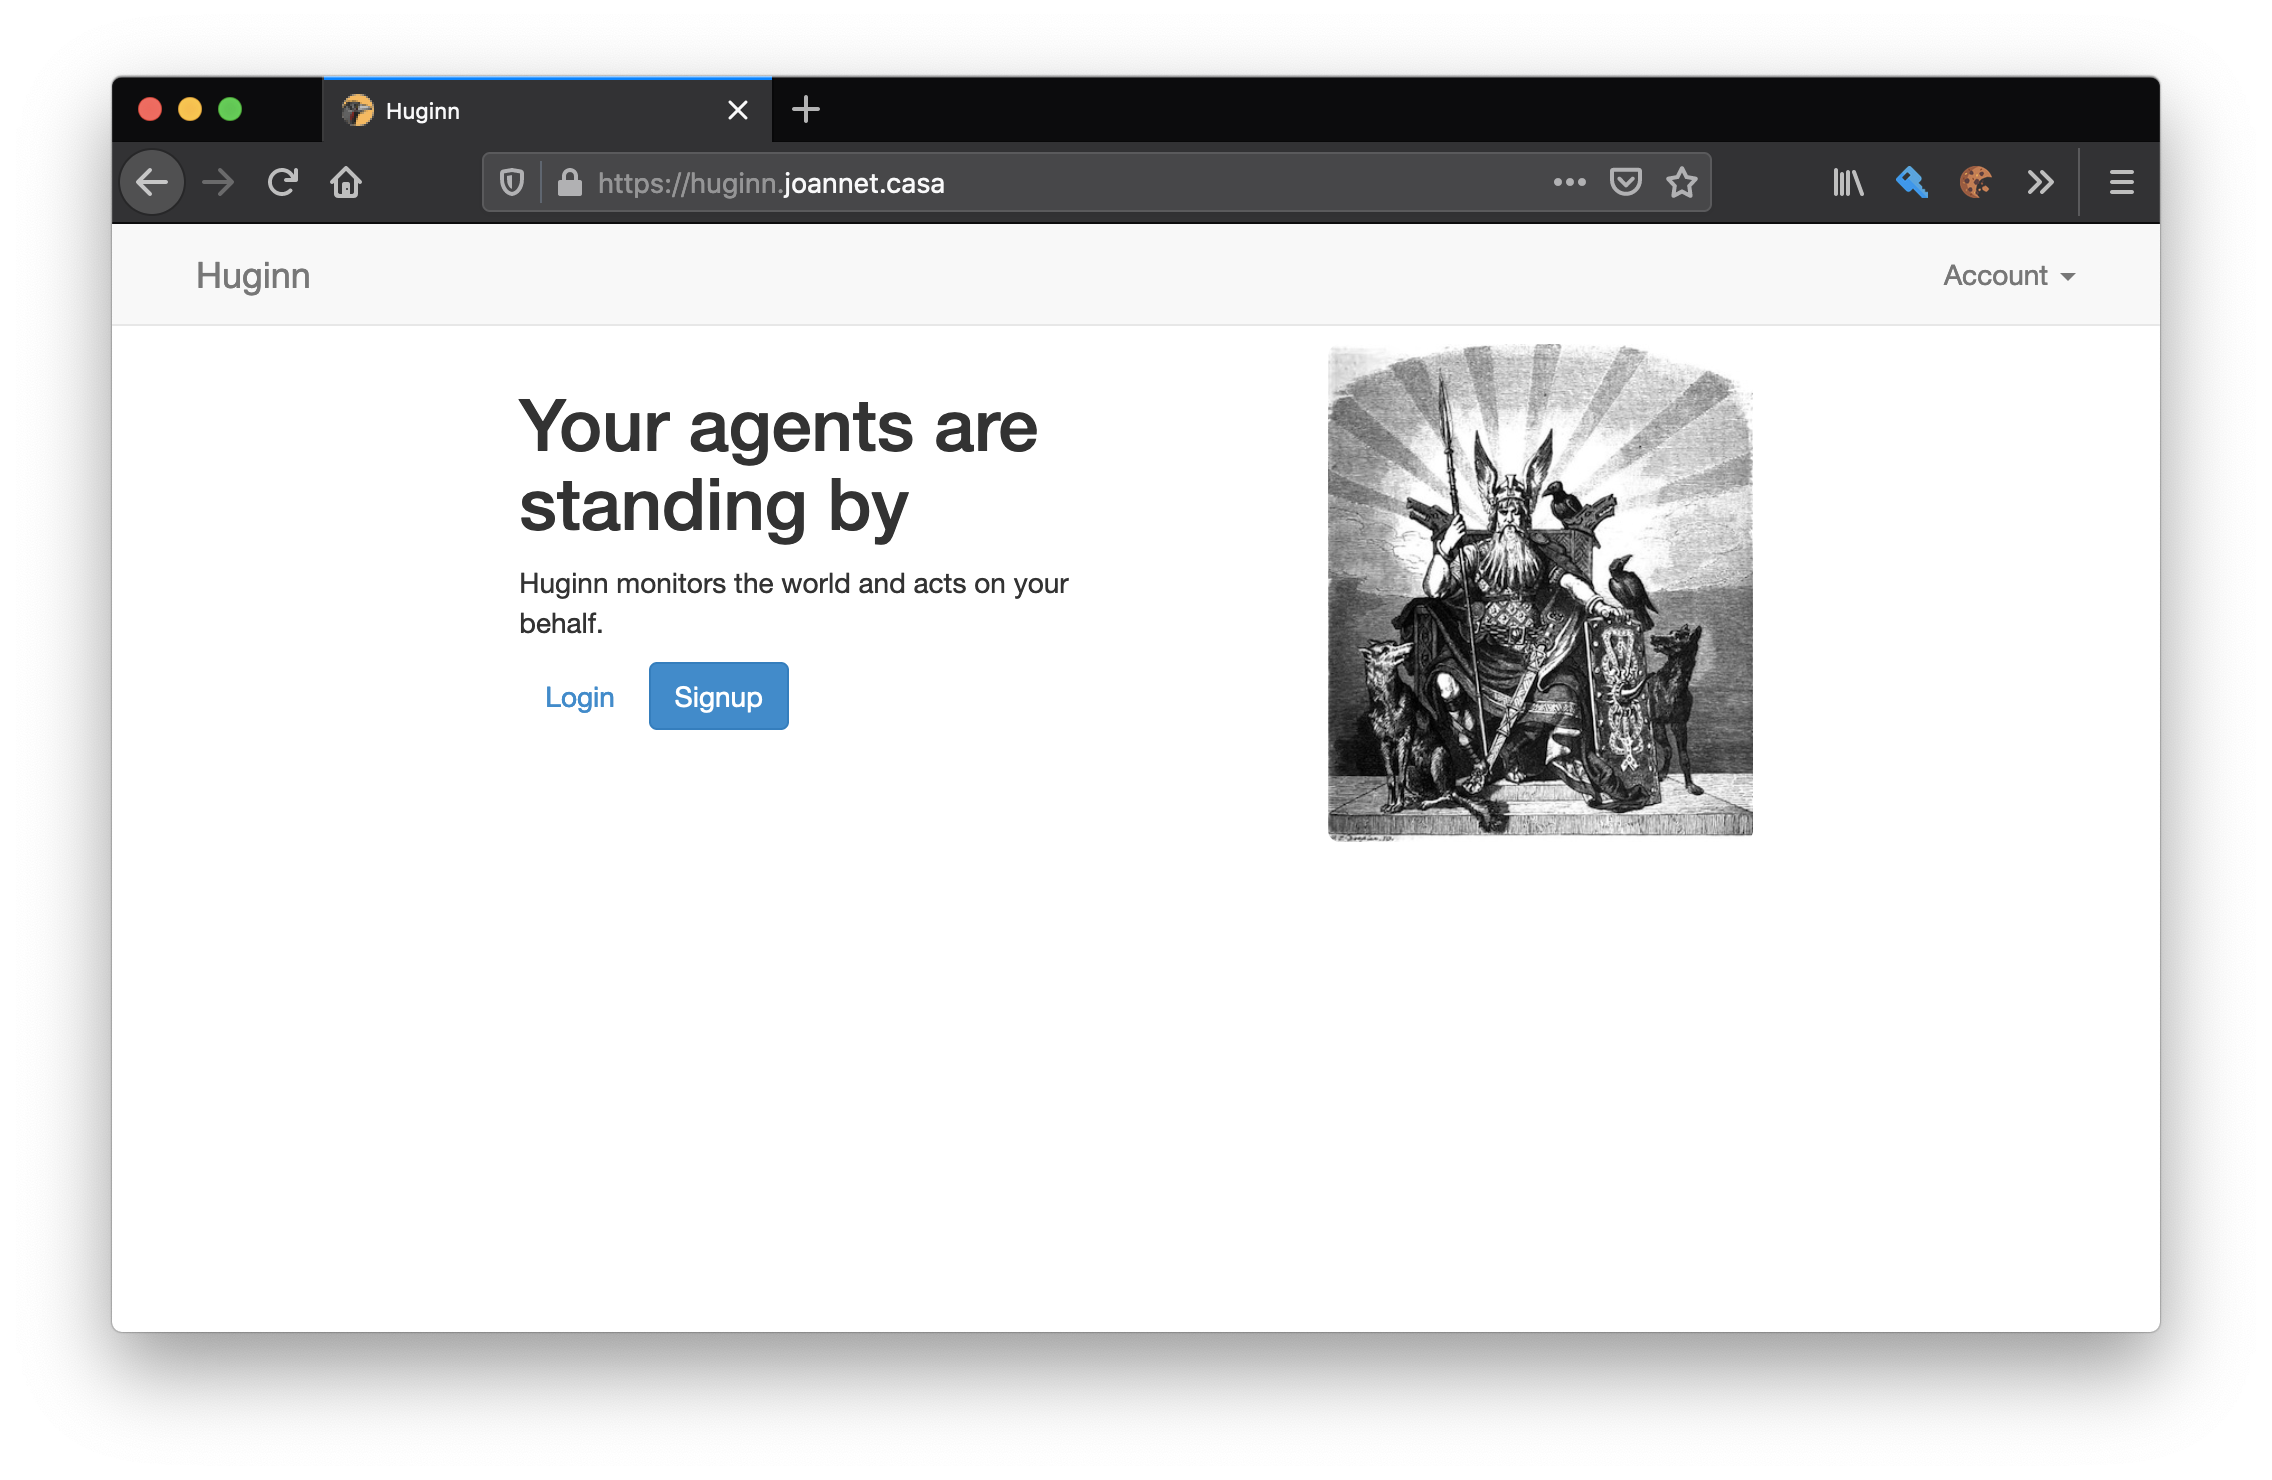 Huginn
https://huginn.joannet.casa
Huginn
Account
Your agents are
standing by
Huginn monitors the world and acts on your
behalf.
Login
Signup